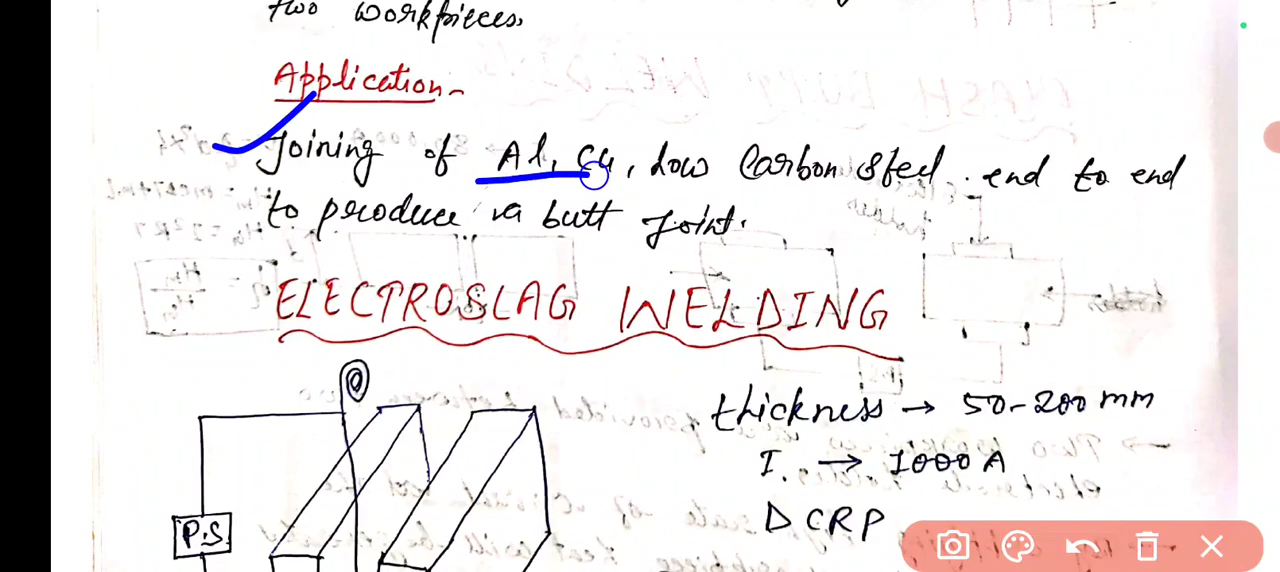 two workpieces.
Application-
Joining of Al, Cu, Low Carbon Steel. end to end
to produce a butt joint.
ELECTROSLAG WELDING
thickness → 50-200 mm
I. → 1000 A
DCRP
P.S